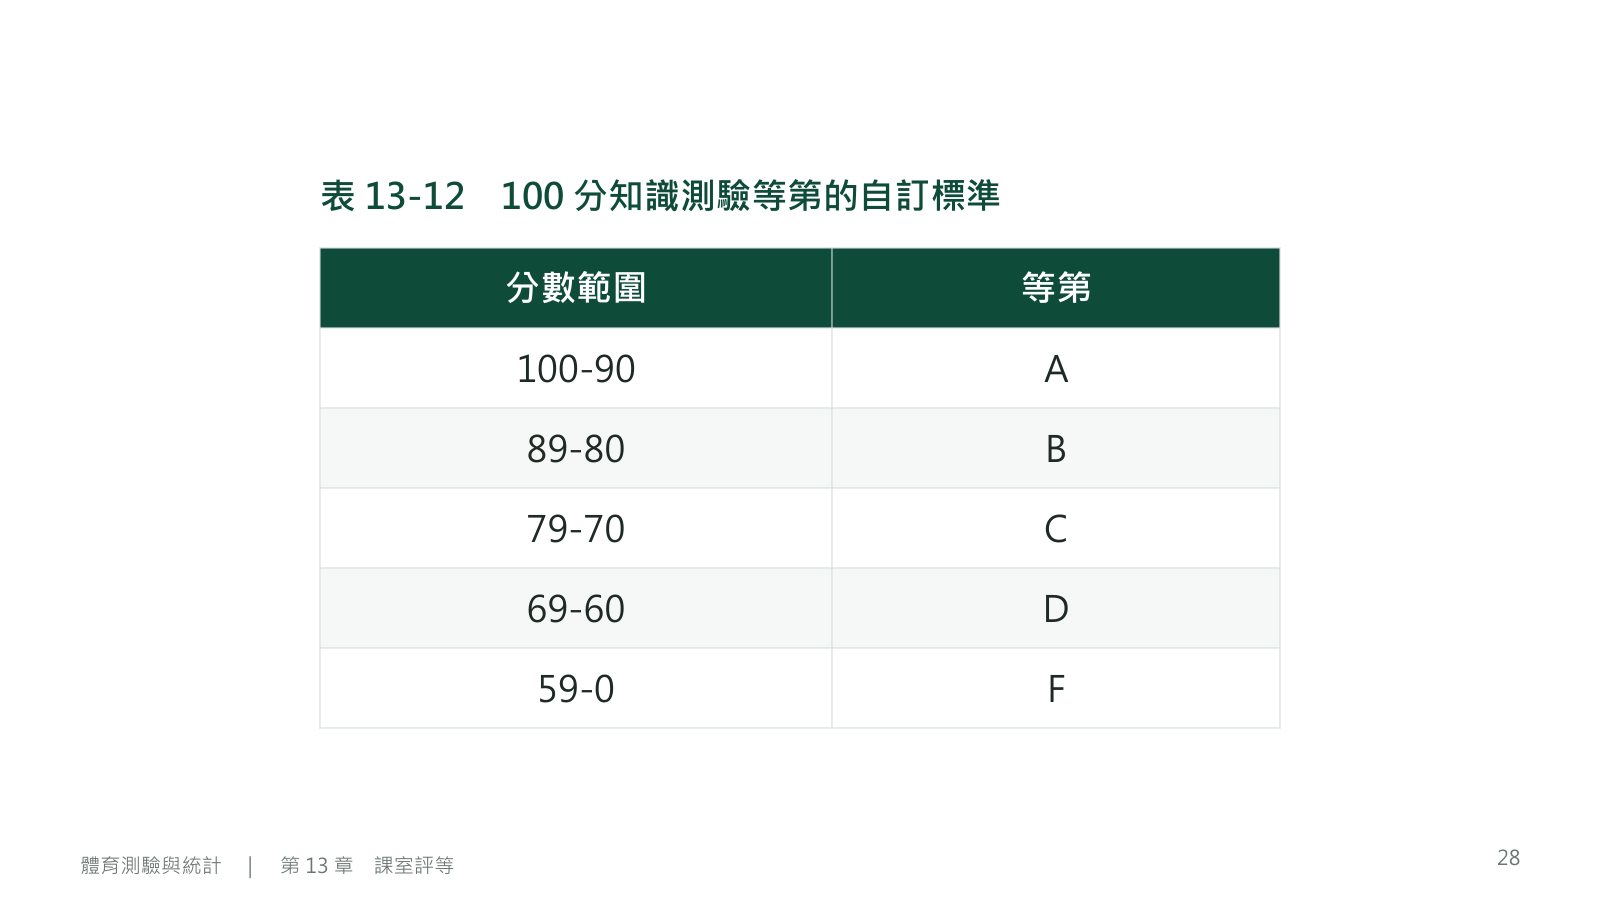 表 13-12　100 分知識測驗等第的自訂標準
分數範圍 等第
100-90 A
89-80 B
79-70 C
69-60 D
59-0 F
體育測驗與統計 | 第 13 章 課室評等 28